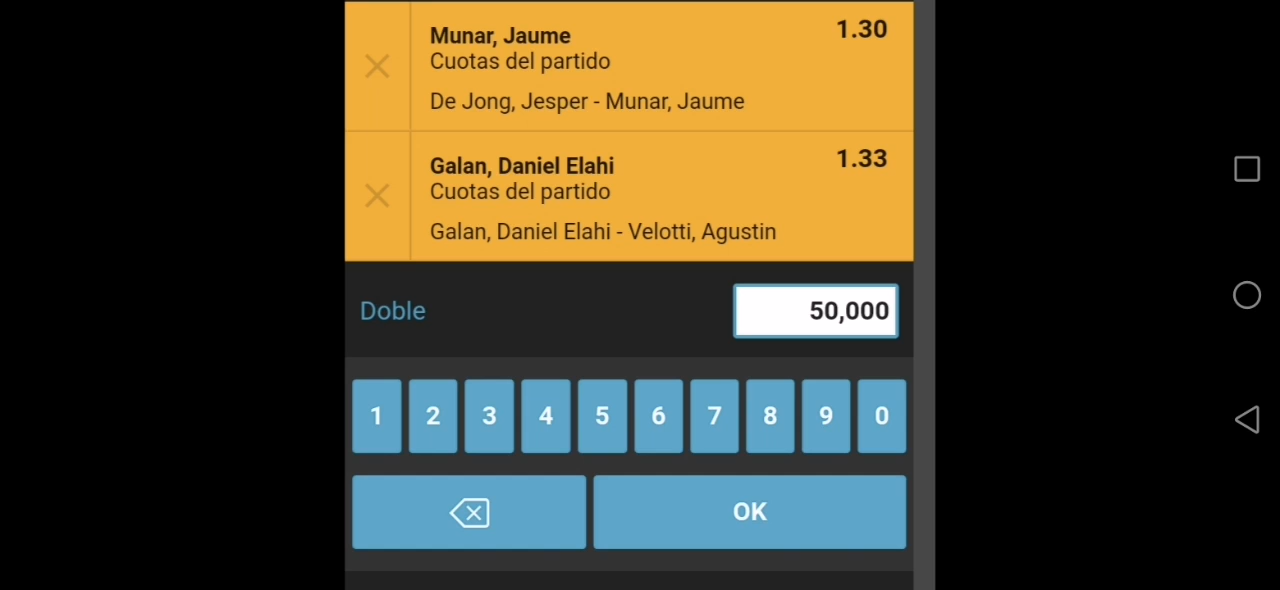 Munar, Jaume
1.30
Cuotas del partido
De Jong, Jesper - Munar, Jaume
Galan, Daniel Elahi
1.33
Cuotas del partido
Galan, Daniel Elahi - Velotti, Agustin
Doble
50,000
1 2 3 4 5 6 7 8 9 0
OK